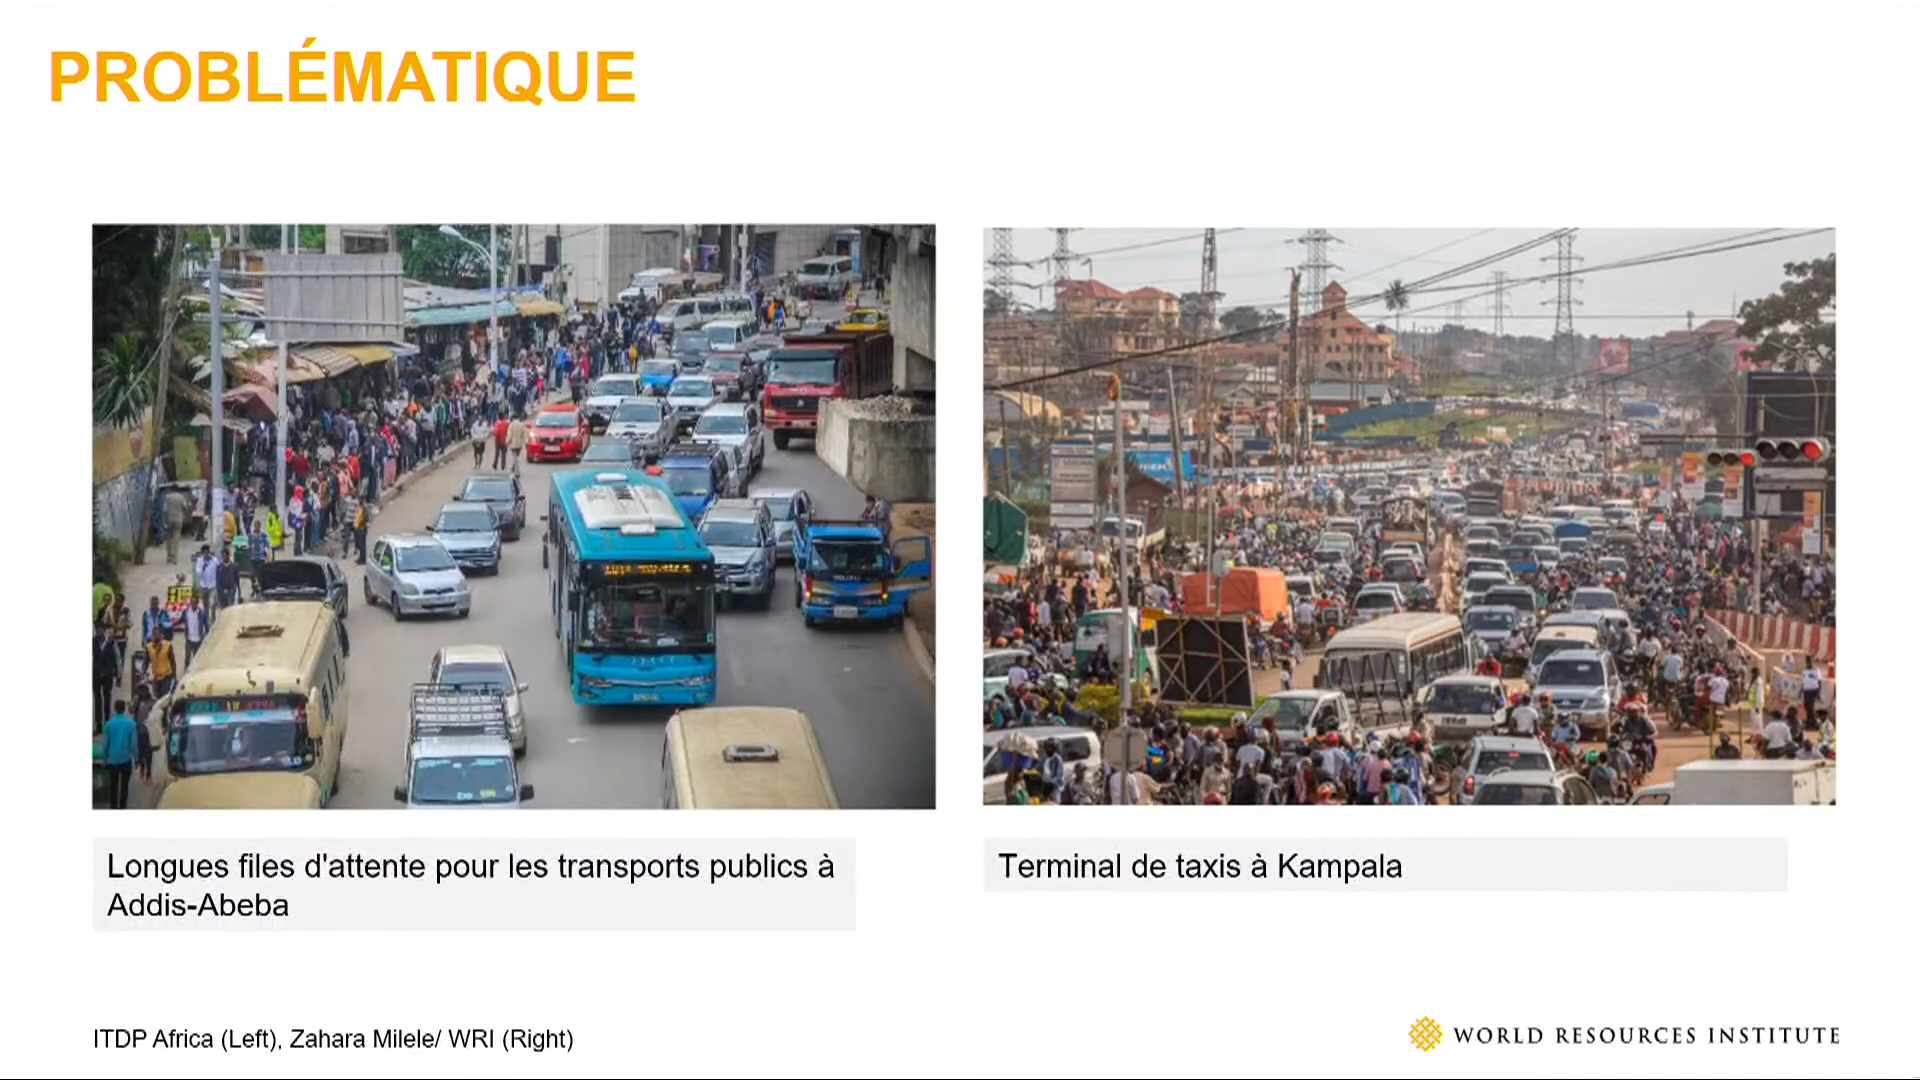 PROBLÉMATIQUE
Longues files d'attente pour les transports publics à
Addis-Abeba
Terminal de taxis à Kampala
ITDP Africa (Left), Zahara Milele/ WRI (Right)
WORLD RESOURCES INSTITUTE